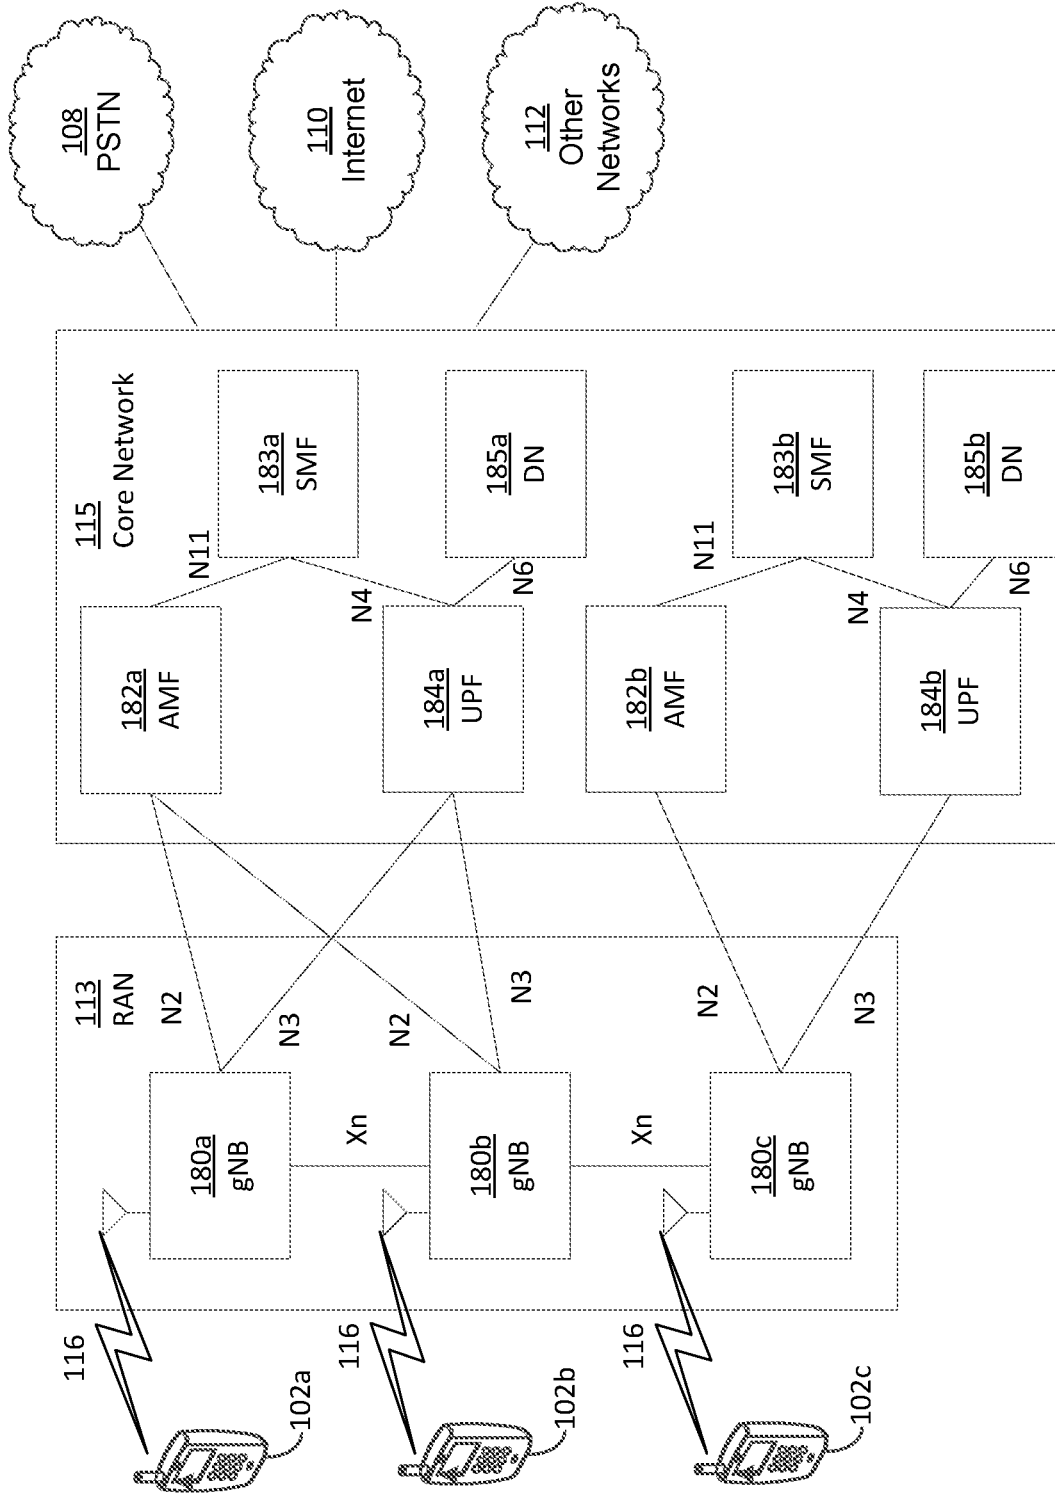 102a
116
113
RAN
180a
gNB
N2
N3
Xn
102b
116
180b
gNB
N2
N3
Xn
102c
116
180c
gNB
N2
N3
115
Core Network
182a
AMF
N11
183a
SMF
N4
184a
UPF
N6
185a
DN
182b
AMF
N11
183b
SMF
N4
184b
UPF
N6
185b
DN
108
PSTN
110
Internet
112
Other
Networks